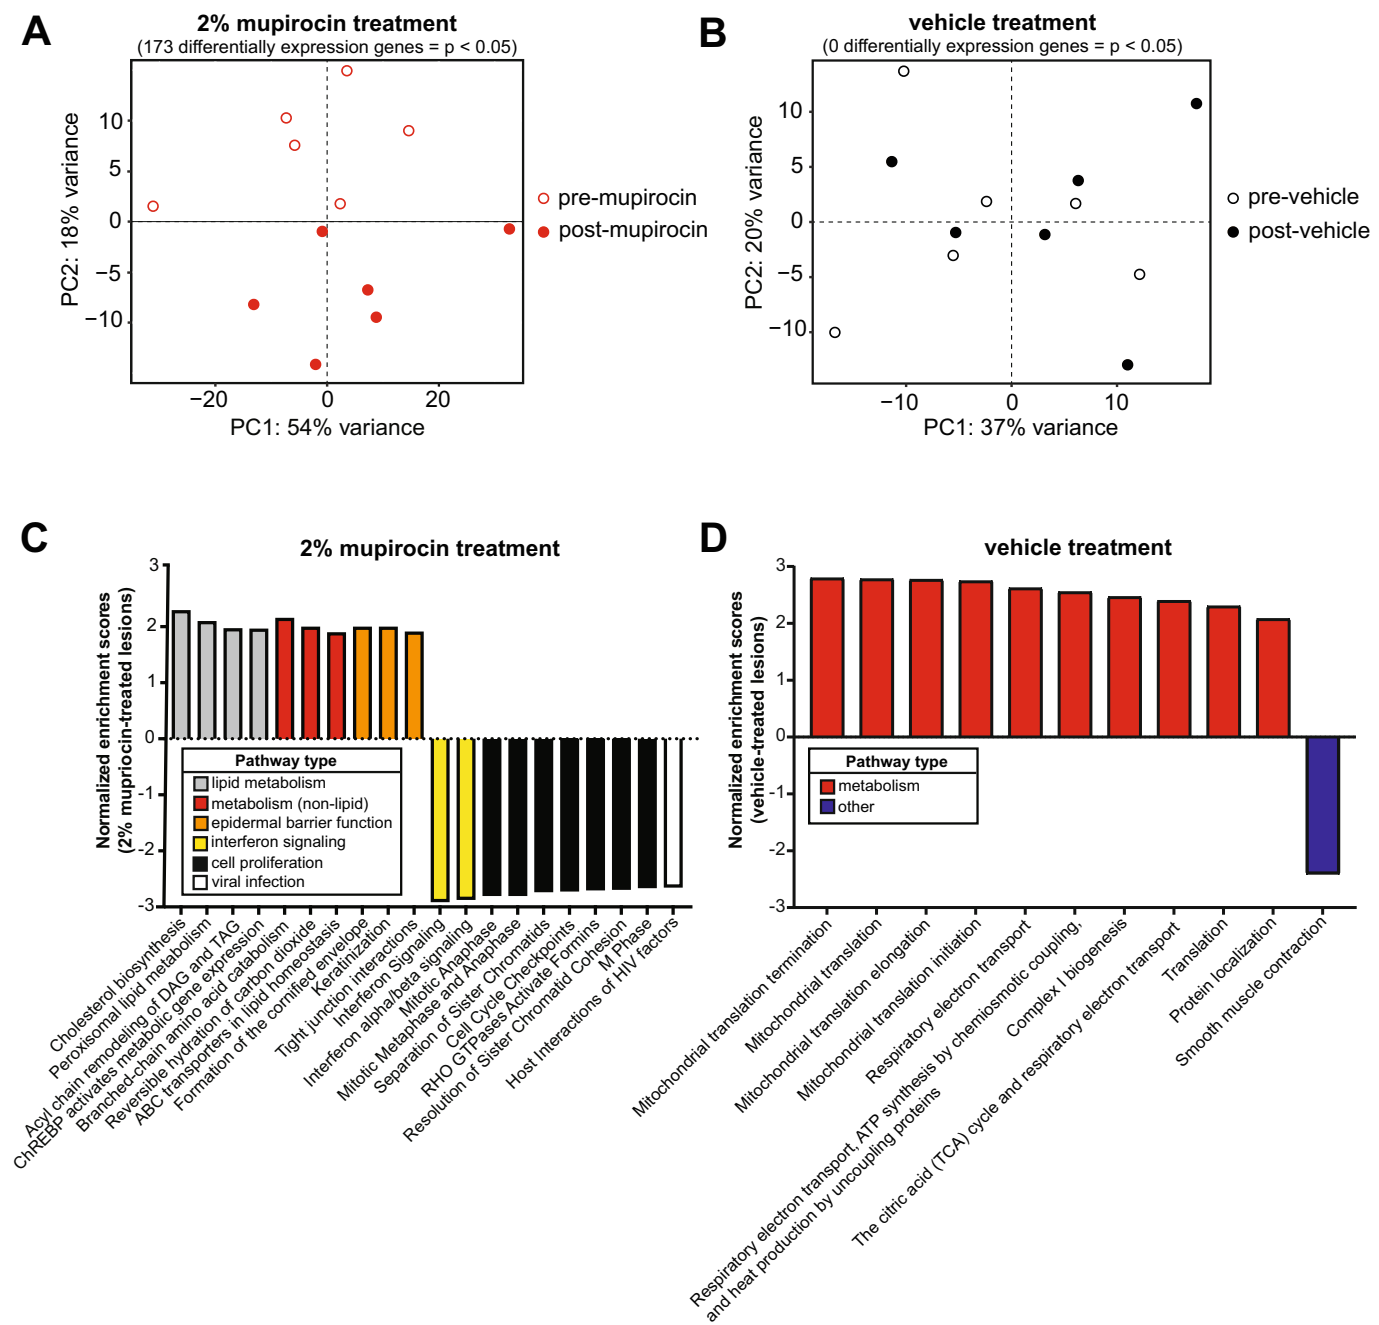 A
2% mupirocin treatment
(173 differentially expression genes = p < 0.05)
10
5
0
−5
−10
PC2: 18% variance
−20
0
20
PC1: 54% variance
pre-mupirocin
post-mupirocin
B
vehicle treatment
(0 differentially expression genes = p < 0.05)
10
5
0
−5
−10
PC2: 20% variance
−10
0
10
PC1: 37% variance
pre-vehicle
post-vehicle
C
2% mupirocin treatment
Normalized enrichment scores
(2% mupriocin-treated lesions)
3
2
1
0
-1
-2
-3
Pathway type
lipid metabolism
metabolism (non-lipid)
epidermal barrier function
interferon signaling
cell proliferation
viral infection
Cholesterol biosynthesis
Peroxisomal lipid metabolism
Acyl chain remodeling of DAG and TAG
ChREBP activates metabolic gene expression
Branched-chain amino acid catabolism
Reversible hydration of carbon dioxide
ABC transporters in lipid homeostasis
Formation of the cornified envelope
Keratinization
Tight junction interactions
Interferon Signaling
Interferon alpha/beta signaling
Mitotic Anaphase
Mitotic Metaphase and Anaphase
Separation of Sister Chromatids
Cell Cycle Checkpoints
RHO GTPases Activate Formins
Resolution of Sister Chromatid Cohesion
M Phase
Host Interactions of HIV factors
D
vehicle treatment
Normalized enrichment scores
(vehicle-treated lesions)
3
2
1
0
-1
-2
-3
Pathway type
metabolism
other
Mitochondrial translation termination
Mitochondrial translation
Mitochondrial translation elongation
Mitochondrial translation initiation
Respiratory electron transport
Respiratory electron transport, ATP synthesis by chemiosmotic coupling,
and heat production by uncoupling proteins
Complex I biogenesis
The citric acid (TCA) cycle and respiratory electron transport
Translation
Protein localization
Smooth muscle contraction